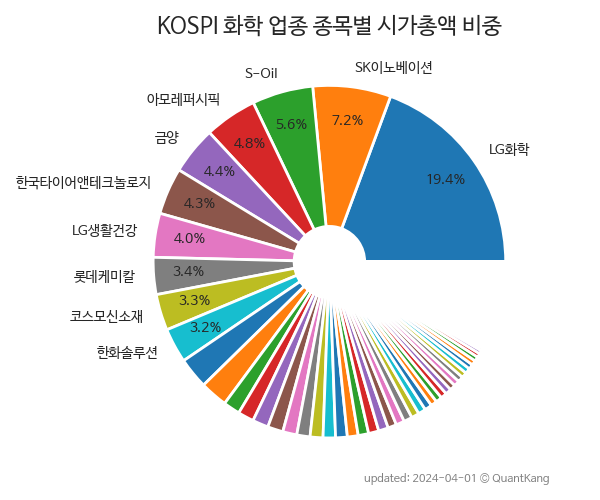 KOSPI 화학 업종 종목별 시가총액 비중
LG화학
19.4%
SK이노베이션
7.2%
S-Oil
5.6%
아모레퍼시픽
4.8%
금양
4.4%
한국타이어앤테크놀로지
4.3%
LG생활건강
4.0%
롯데케미칼
3.4%
코스모신소재
3.3%
한화솔루션
3.2%
updated: 2024-04-01 © QuantKang